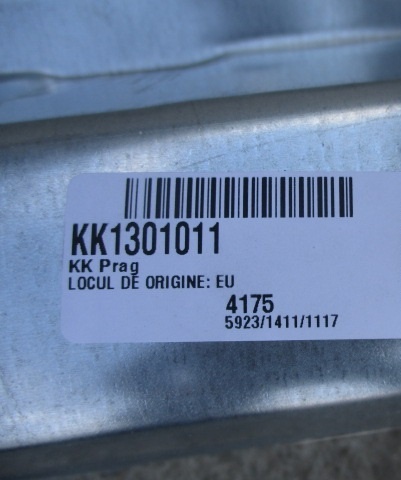 KK1301011
KK Prag
LOCUL DE ORIGINE: EU
4175
5923/1411/1117